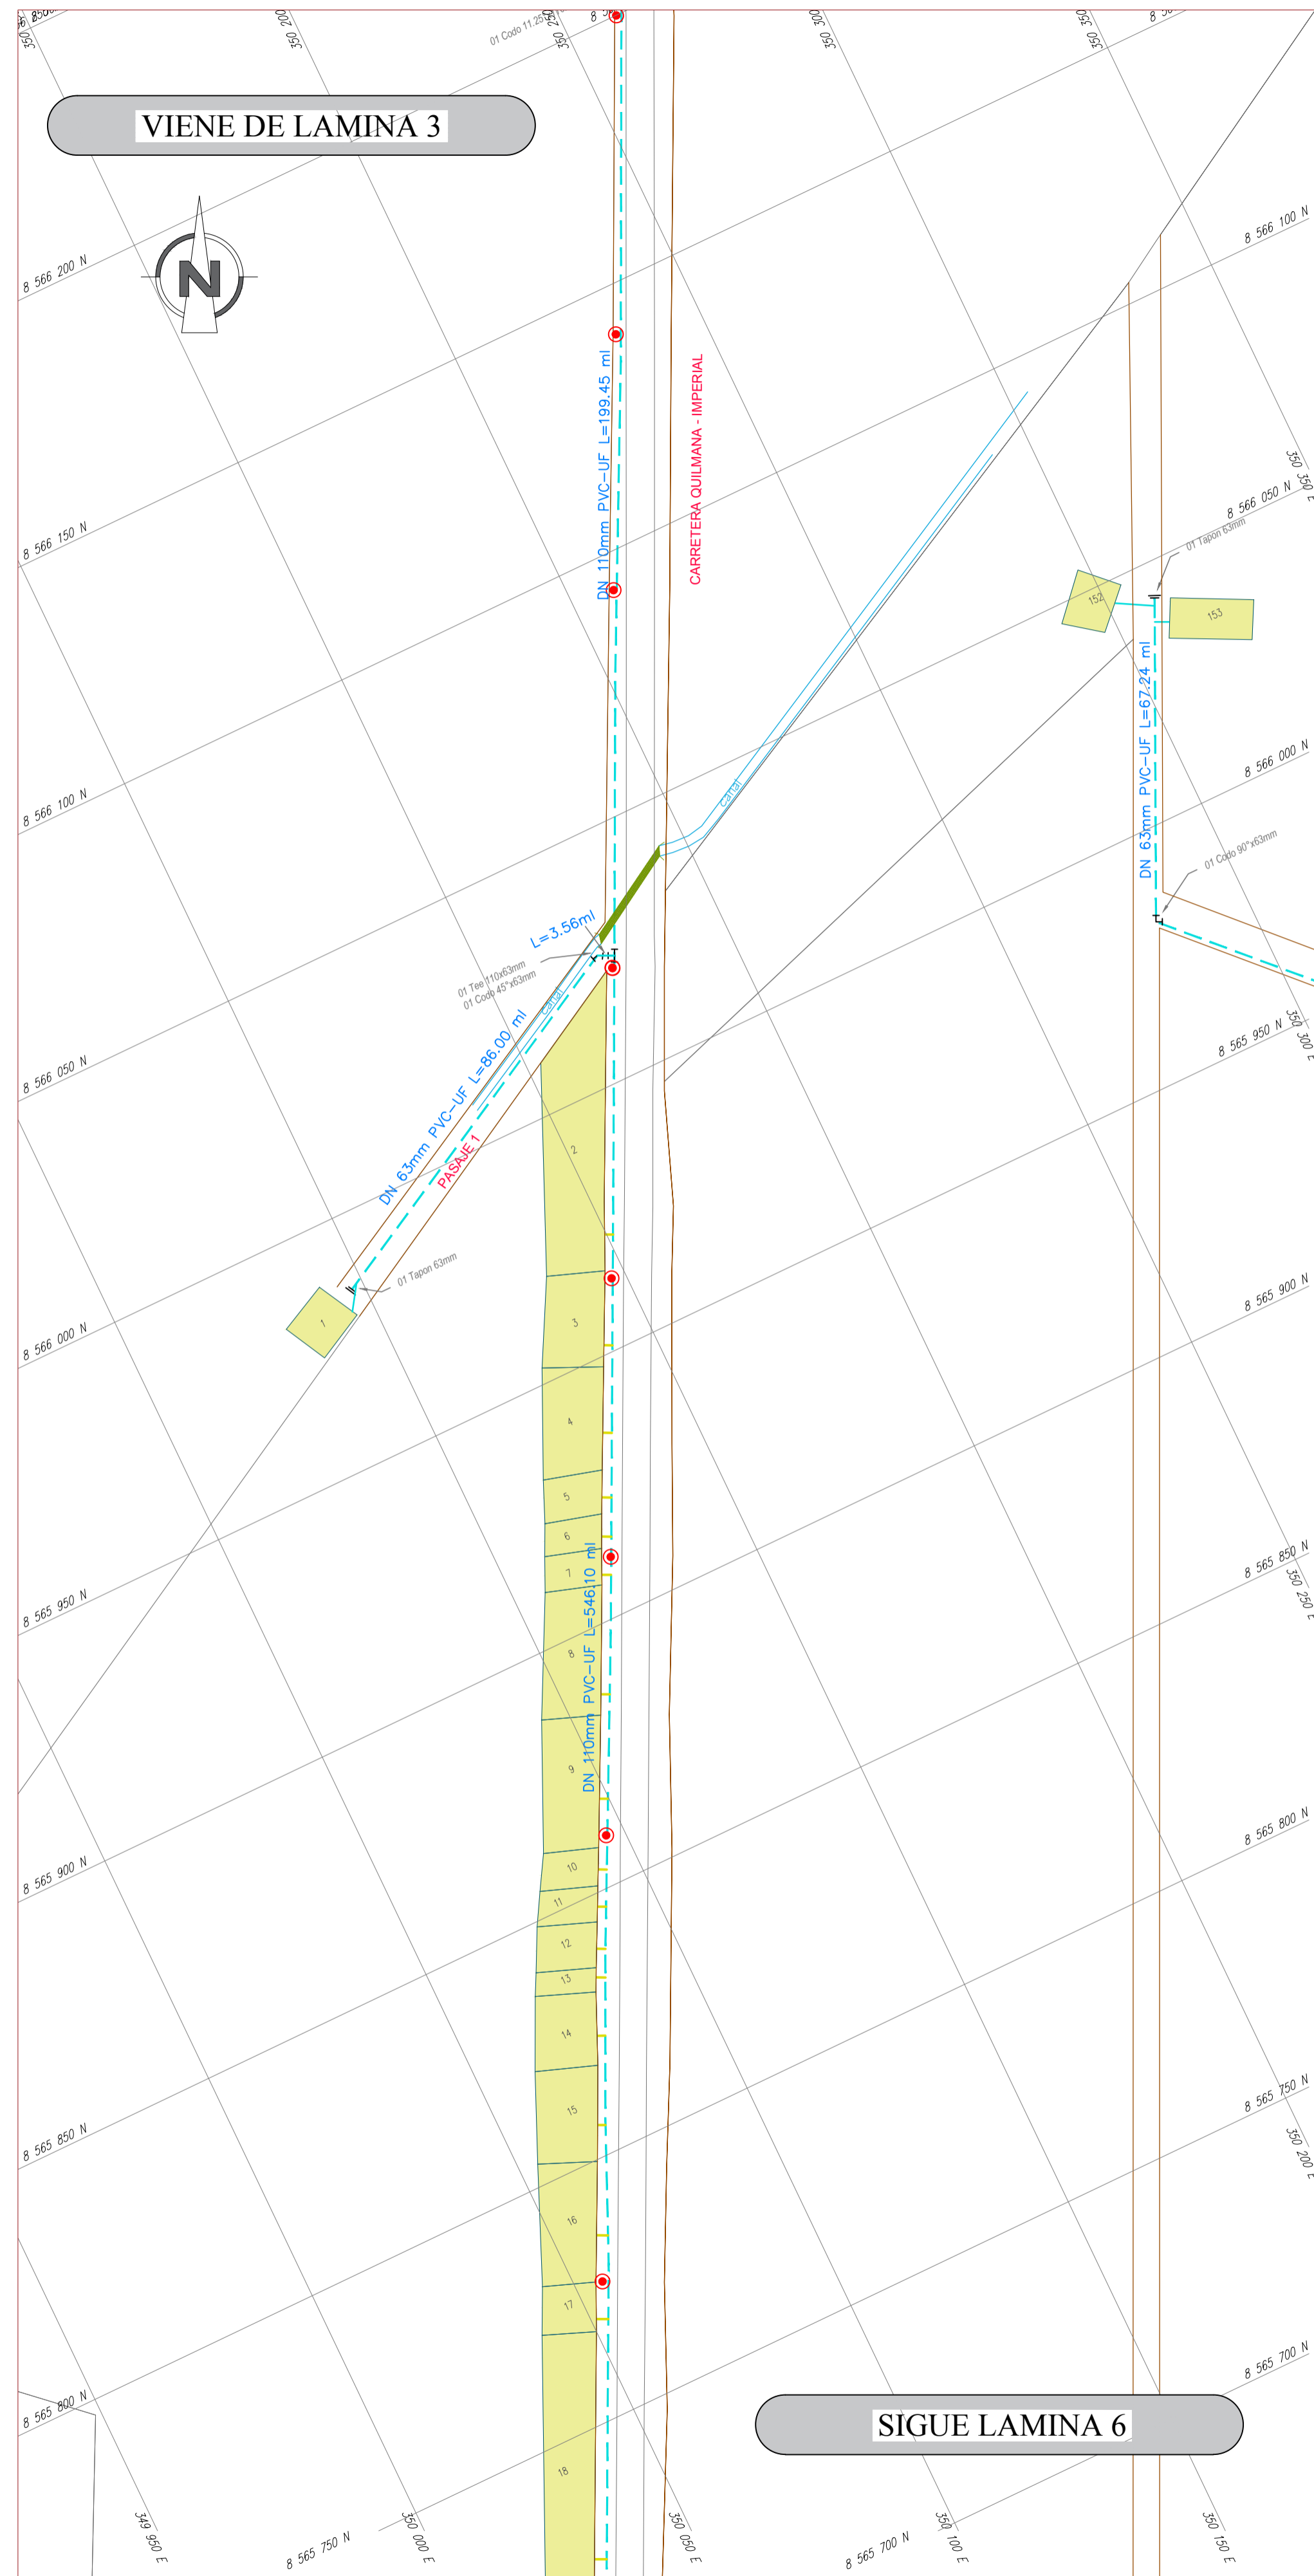 350 200
350 250
350 300
350 350
01 Codo 11.25
VIENE DE LAMINA 3
N
8 566 200 N
8 566 100 N
8 566 150 N
DN 110mm PVC-UF L=199.45 ml
CARRETERA QUILMANA - IMPERIAL
350 350 E
8 566 050 N
01 Tapon 63mm
152
153
DN 63mm PVC-UF L=67.24 ml
8 566 000 N
Canal
8 566 100 N
01 Codo 90°x63mm
L=3.56ml
01 Tee 110x63mm
01 Codo 45°x63mm
Canal
8 565 950 N
350 300 E
8 566 050 N
DN 63mm PVC-UF L=86.00 ml
PASAJE 1
2
01 Tapon 63mm
1
3
8 566 000 N
8 565 900 N
4
5
6
7
8 565 850 N
350 250 E
8 565 950 N
DN 110mm PVC-UF L=546.10 ml
8
9
8 565 800 N
8 565 900 N
10
11
12
13
14
15
8 565 850 N
8 565 750 N
350 200 E
16
17
8 565 800 N
8 565 700 N
SIGUE LAMINA 6
18
349 950 E
8 565 750 N
350 000 E
350 050 E
8 565 700 N
350 100 E
350 150 E